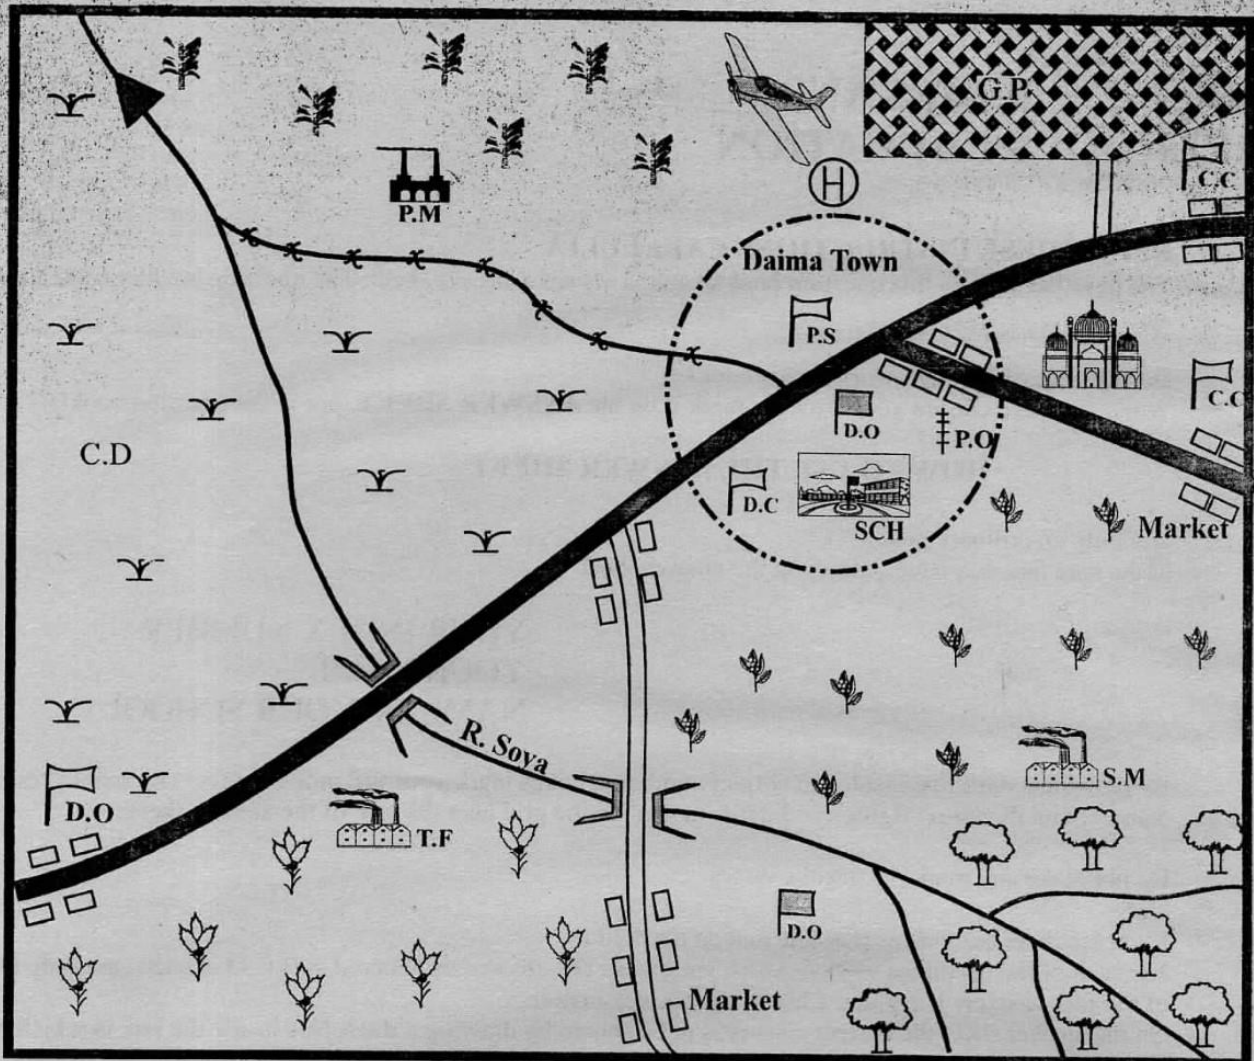 G.P
C.C
P.M
H
Daima Town
P.S
C.C
D.O
P.O
C.D
D.C
SCH
Market
R. Soya
S.M
D.O
T.F
D.O
Market